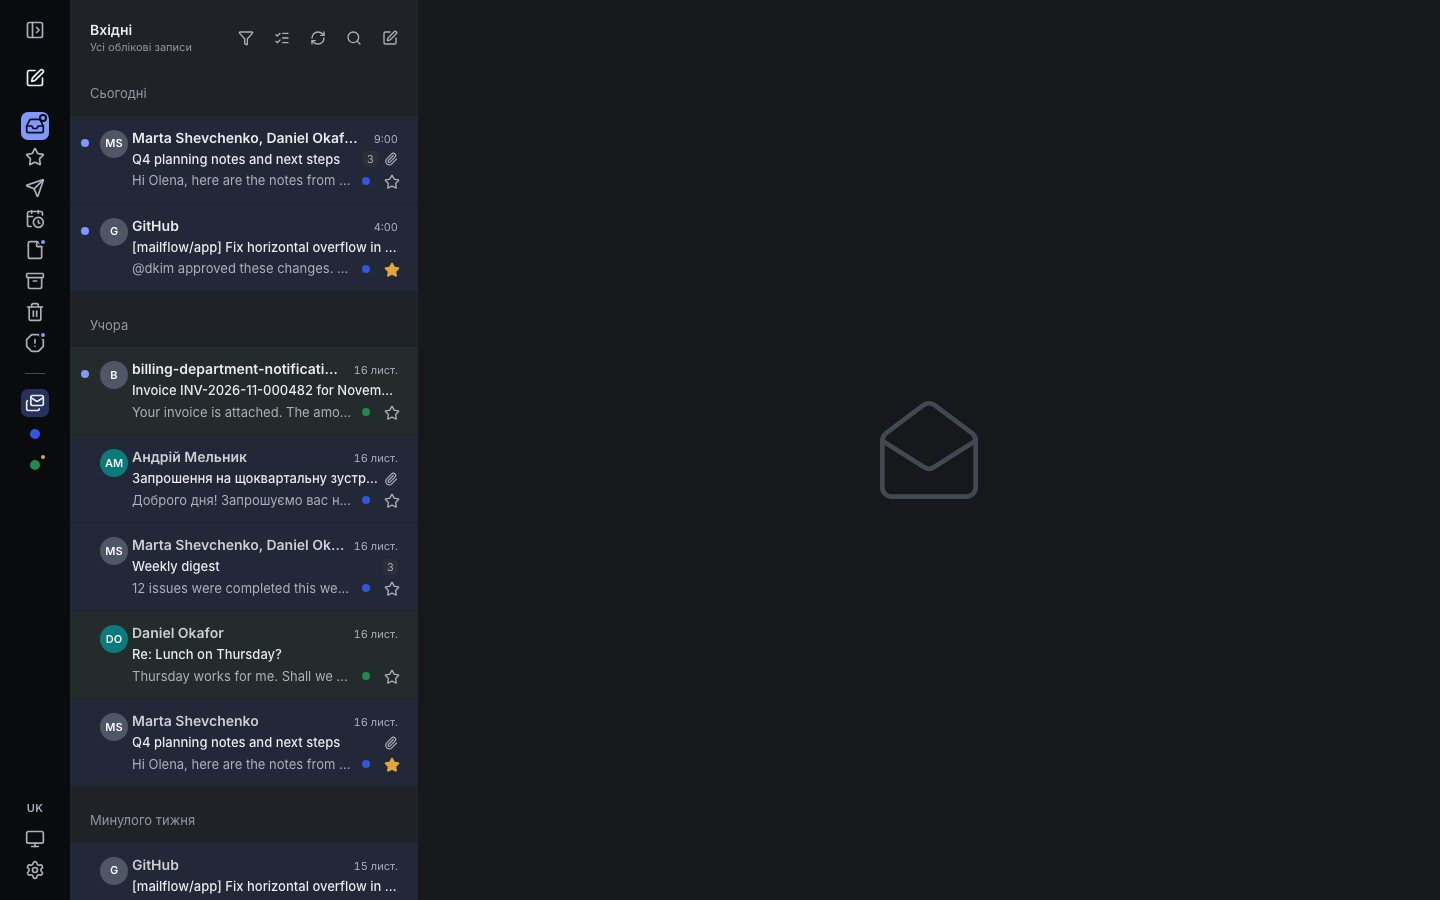 Вхідні
Усі облікові записи
Сьогодні
MS
Marta Shevchenko, Daniel Okaf...
9:00
Q4 planning notes and next steps
3
Hi Olena, here are the notes from ...
G
GitHub
4:00
[mailflow/app] Fix horizontal overflow in ...
@dkim approved these changes. ...
Учора
B
billing-department-notificati...
16 лист.
Invoice INV-2026-11-000482 for Novem...
Your invoice is attached. The amo...
АМ
Андрій Мельник
16 лист.
Запрошення на щоквартальну зустр...
Доброго дня! Запрошуємо вас н...
MS
Marta Shevchenko, Daniel Ok...
16 лист.
Weekly digest
3
12 issues were completed this we...
DO
Daniel Okafor
16 лист.
Re: Lunch on Thursday?
Thursday works for me. Shall we ...
MS
Marta Shevchenko
16 лист.
Q4 planning notes and next steps
Hi Olena, here are the notes from ...
Минулого тижня
G
GitHub
15 лист.
[mailflow/app] Fix horizontal overflow in ...
UK